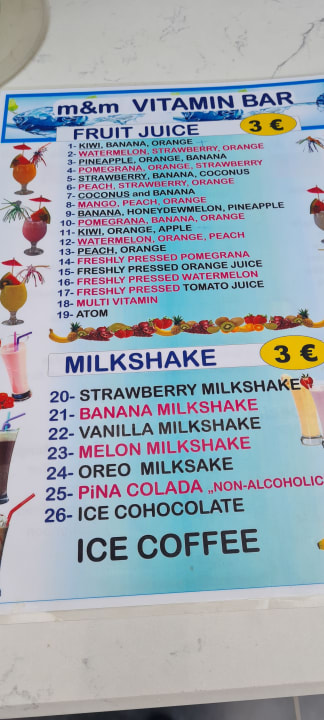 m&m VITAMIN BAR
FRUIT JUICE 3 €
1- KIWI, BANANA, ORANGE
2- WATERMELON, STRAWBERRY, ORANGE
3- PINEAPPLE, ORANGE, BANANA
4- POMEGRANA, ORANGE, STRAWBERRY
5- STRAWBERRY, BANANA, COCONUS
6- PEACH, STRAWBERRY, ORANGE
7- COCONUS and BANANA
8- MANGO, PEACH, ORANGE
9- BANANA, HONEYDEWMELON, PINEAPPLE
10- POMEGRANA, BANANA, ORANGE
11- KIWI, ORANGE, APPLE
12- WATERMELON, ORANGE, PEACH
13- PEACH, ORANGE
14- FRESHLY PRESSED POMEGRANA
15- FRESHLY PRESSED ORANGE JUICE
16- FRESHLY PRESSED WATERMELON
17- FRESHLY PRESSED TOMATO JUICE
18- MULTI VITAMIN
19- ATOM
MILKSHAKE 3 €
20- STRAWBERRY MILKSHAKE
21- BANANA MILKSHAKE
22- VANILLA MILKSHAKE
23- MELON MILKSHAKE
24- OREO MILKSAKE
25- PiNA COLADA „NON-ALCOHOLIC
26- ICE COHOCOLATE
ICE COFFEE